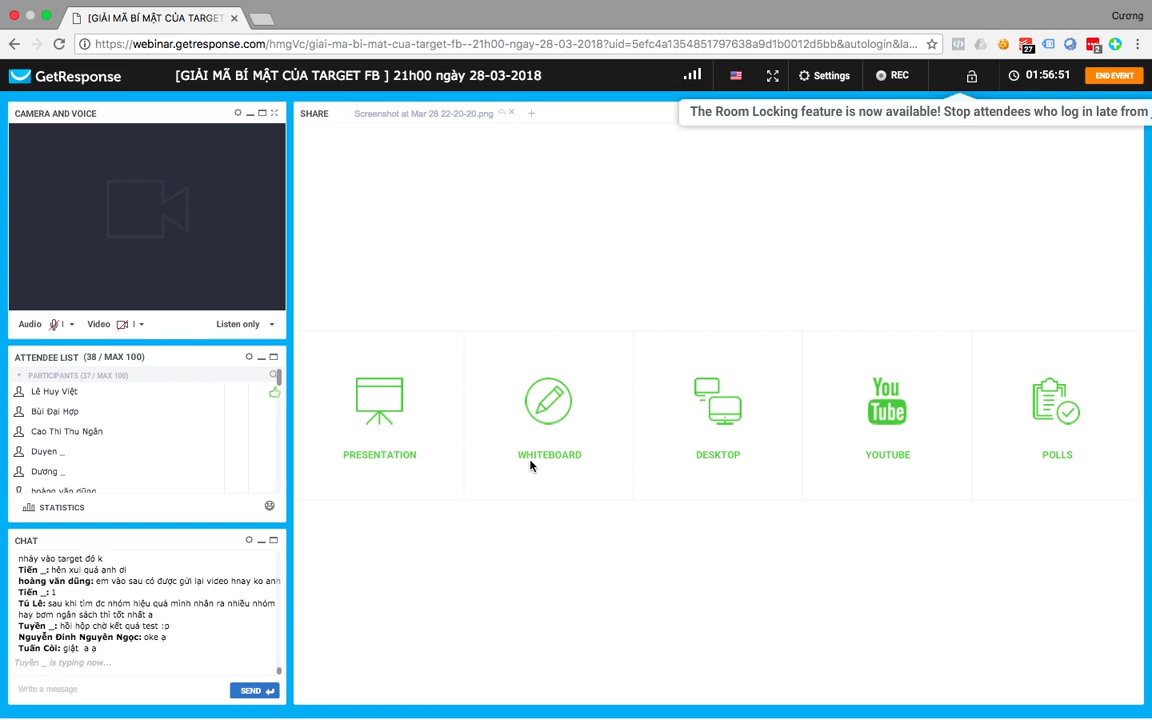 [GIẢI MÃ BÍ MẬT CỦA TARGET
Cương
https://webinar.getresponse.com/hmgVc/giai-ma-bi-mat-cua-target-fb--21h00-ngay-28-03-2018?uid=5efc4a1354851797638a9d1b0012d5bb&autologin&la...
27
2
GetResponse
[GIẢI MÃ BÍ MẬT CỦA TARGET FB ] 21h00 ngày 28-03-2018
Settings
REC
01:56:51
END EVENT
The Room Locking feature is now available! Stop attendees who log in late from
CAMERA AND VOICE
SHARE
Screenshot at Mar 28 22-20-20.png
Audio
Video
Listen only
ATTENDEE LIST (38 / MAX 100)
PARTICIPANTS (37 / MAX 100)
Lê Huy Việt
Bùi Đại Hợp
Cao Thi Thu Ngân
Duyen _
Dương _
hoàng văn dũng
STATISTICS
PRESENTATION
WHITEBOARD
DESKTOP
You
Tube
YOUTUBE
POLLS
CHAT
nháy vào target đó k
Tiến _: hên xui quá anh ơi
hoàng văn dũng: em vào sau có được gửi lại video hnay ko anh
Tiến _: 1
Tú Lê: sau khi tìm đc nhóm hiệu quả mình nhân ra nhiều nhóm
hay bơm ngân sách thì tốt nhất a
Tuyền _: hồi hộp chờ kết quả test :p
Nguyễn Đinh Nguyên Ngọc: oke ạ
Tuấn Còi: giật a ạ
Tuyền _ is typing now...
Write a message
SEND